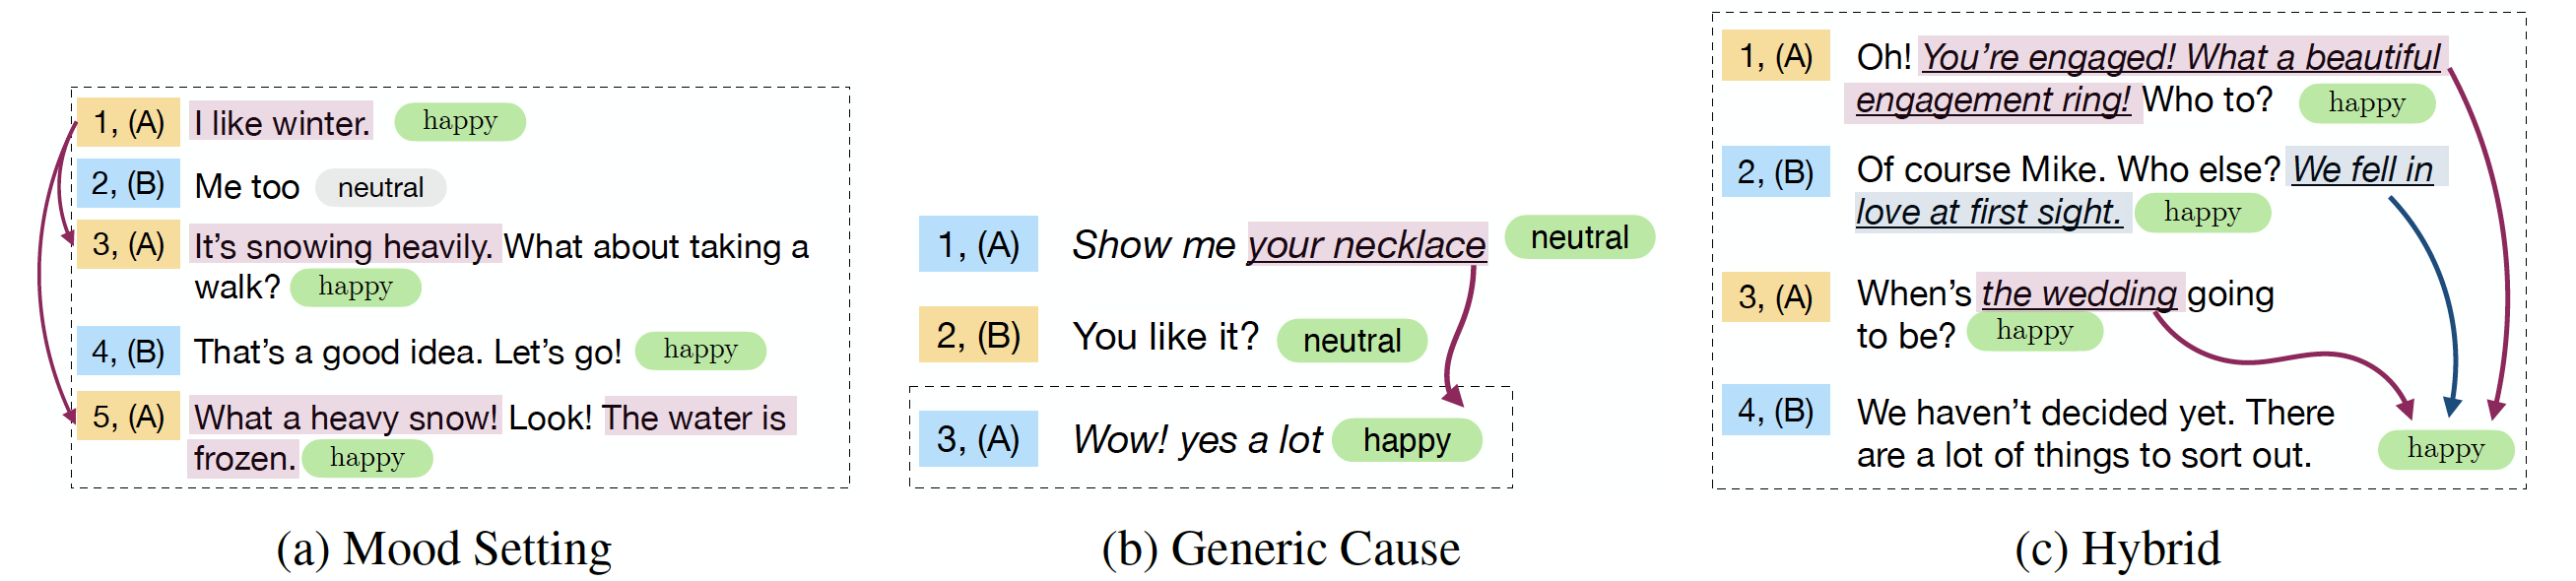 1, (A) I like winter. happy
2, (B) Me too neutral
3, (A) It's snowing heavily. What about taking a
walk? happy
4, (B) That's a good idea. Let's go! happy
5, (A) What a heavy snow! Look! The water is
frozen. happy
(a) Mood Setting
1, (A) Show me your necklace neutral
2, (B) You like it? neutral
3, (A) Wow! yes a lot happy
(b) Generic Cause
1, (A) Oh! You're engaged! What a beautiful
engagement ring! Who to? happy
2, (B) Of course Mike. Who else? We fell in
love at first sight. happy
3, (A) When's the wedding going
to be? happy
4, (B) We haven't decided yet. There
are a lot of things to sort out. happy
(c) Hybrid